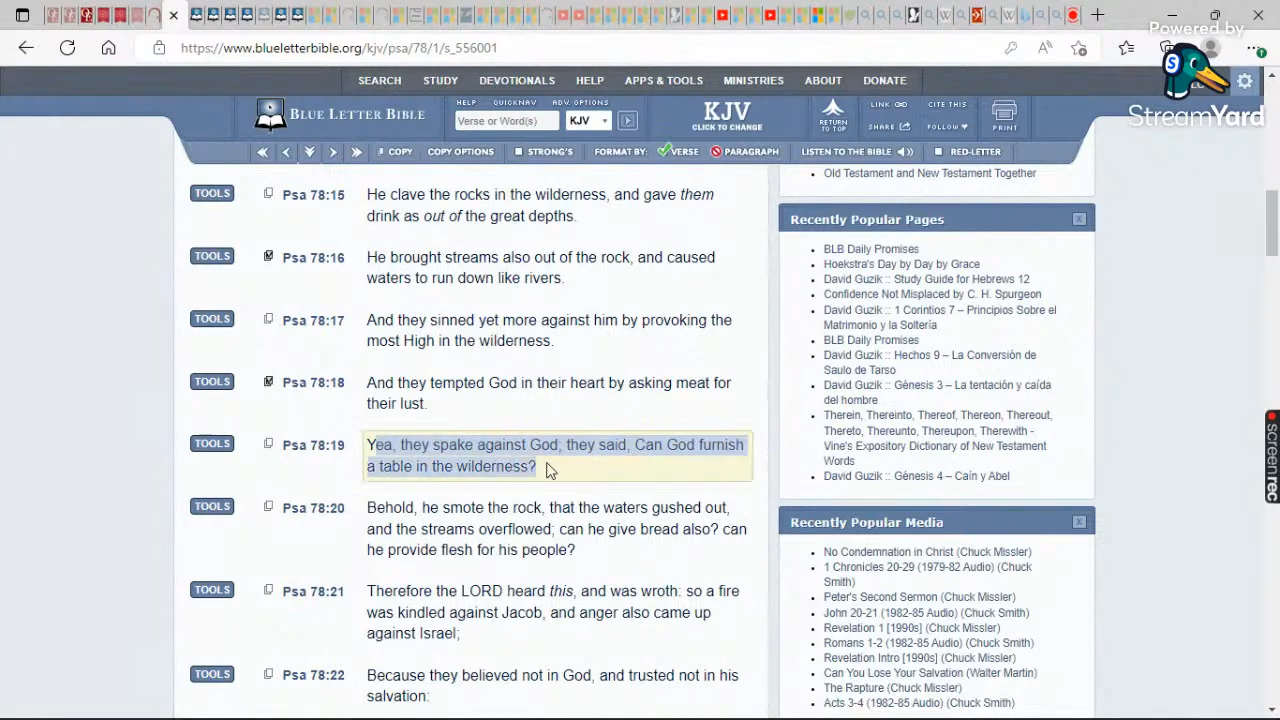 https://www.blueletterbible.org/kjv/psa/78/1/s_556001
Powered by
StreamYard
SEARCH STUDY DEVOTIONALS HELP APPS & TOOLS MINISTRIES ABOUT DONATE
BLUE LETTER BIBLE
HELP QUICKNAV ADV. OPTIONS
Verse or Word(s) KJV
KJV
CLICK TO CHANGE
RETURN
TO TOP
LINK CITE THIS
SHARE FOLLOW
PRINT
COPY COPY OPTIONS STRONG'S FORMAT BY: VERSE PARAGRAPH LISTEN TO THE BIBLE RED-LETTER
TOOLS Psa 78:15 He clave the rocks in the wilderness, and gave them
drink as out of the great depths.
TOOLS Psa 78:16 He brought streams also out of the rock, and caused
waters to run down like rivers.
TOOLS Psa 78:17 And they sinned yet more against him by provoking the
most High in the wilderness.
TOOLS Psa 78:18 And they tempted God in their heart by asking meat for
their lust.
TOOLS Psa 78:19 Yea, they spake against God; they said, Can God furnish
a table in the wilderness?
TOOLS Psa 78:20 Behold, he smote the rock, that the waters gushed out,
and the streams overflowed; can he give bread also? can
he provide flesh for his people?
TOOLS Psa 78:21 Therefore the LORD heard this, and was wroth: so a fire
was kindled against Jacob, and anger also came up
against Israel;
TOOLS Psa 78:22 Because they believed not in God, and trusted not in his
salvation:
Old Testament and New Testament Together
Recently Popular Pages
BLB Daily Promises
Hoekstra's Day by Day by Grace
David Guzik :: Study Guide for Hebrews 12
Confidence Not Misplaced by C. H. Spurgeon
David Guzik :: 1 Corintios 7 – Principios Sobre el
Matrimonio y la Soltería
BLB Daily Promises
David Guzik :: Hechos 9 – La Conversión de
Saulo de Tarso
David Guzik :: Génesis 3 – La tentación y caída
del hombre
Therein, Thereinto, Thereof, Thereon, Thereout,
Thereto, Thereunto, Thereupon, Therewith -
Vine's Expository Dictionary of New Testament
Words
David Guzik :: Génesis 4 – Caín y Abel
Recently Popular Media
No Condemnation in Christ (Chuck Missler)
1 Chronicles 20-29 (1979-82 Audio) (Chuck
Smith)
Peter's Second Sermon (Chuck Missler)
John 20-21 (1982-85 Audio) (Chuck Smith)
Revelation 1 [1990s] (Chuck Missler)
Romans 1-2 (1982-85 Audio) (Chuck Smith)
Revelation Intro [1990s] (Chuck Missler)
Can You Lose Your Salvation (Walter Martin)
The Rapture (Chuck Missler)
Acts 3-4 (1982-85 Audio) (Chuck Smith)
screenrec